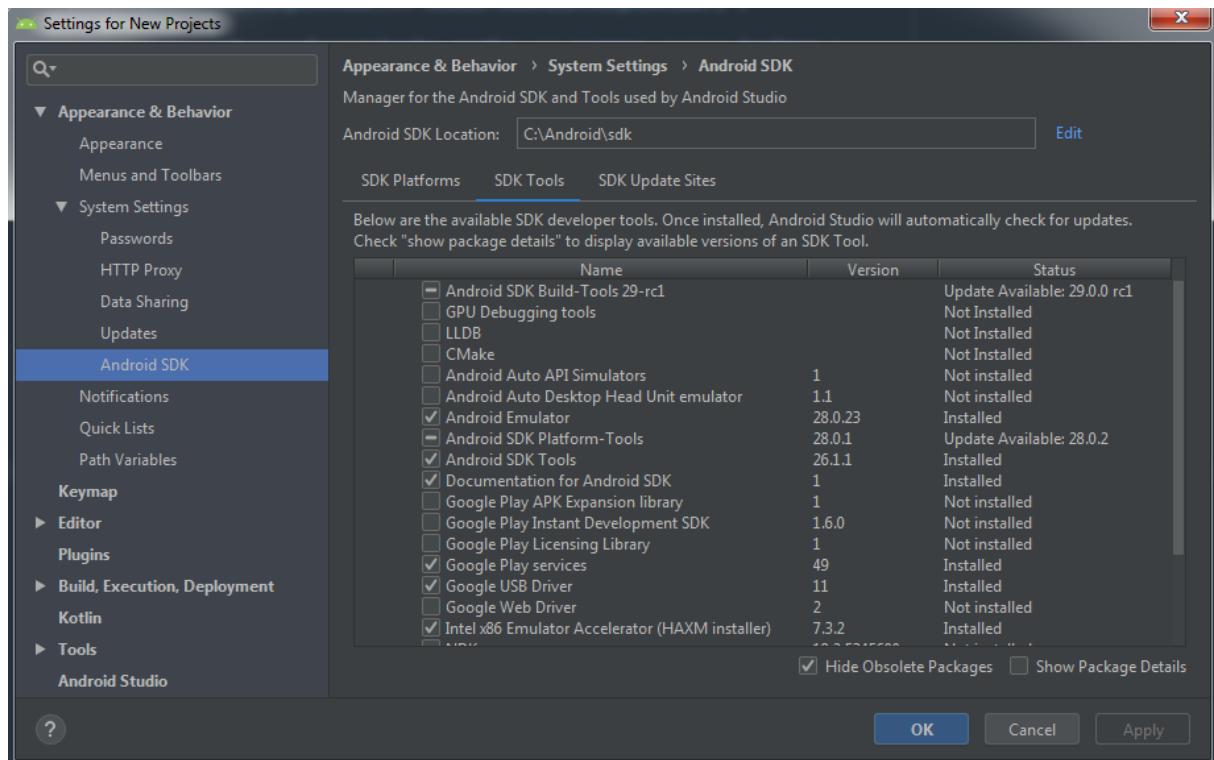 Settings for New Projects
Appearance & Behavior
Appearance
Menus and Toolbars
System Settings
Passwords
HTTP Proxy
Data Sharing
Updates
Android SDK
Notifications
Quick Lists
Path Variables
Keymap
Editor
Plugins
Build, Execution, Deployment
Kotlin
Tools
Android Studio
Appearance & Behavior › System Settings › Android SDK
Manager for the Android SDK and Tools used by Android Studio
Android SDK Location: C:\Android\sdk Edit
SDK Platforms SDK Tools SDK Update Sites
Below are the available SDK developer tools. Once installed, Android Studio will automatically check for updates.
Check "show package details" to display available versions of an SDK Tool.
Name Version Status
Android SDK Build-Tools 29-rc1 Update Available: 29.0.0 rc1
GPU Debugging tools Not Installed
LLDB Not Installed
CMake Not Installed
Android Auto API Simulators 1 Not installed
Android Auto Desktop Head Unit emulator 1.1 Not installed
Android Emulator 28.0.23 Installed
Android SDK Platform-Tools 28.0.1 Update Available: 28.0.2
Android SDK Tools 26.1.1 Installed
Documentation for Android SDK 1 Installed
Google Play APK Expansion library 1 Not installed
Google Play Instant Development SDK 1.6.0 Not installed
Google Play Licensing Library 1 Not installed
Google Play services 49 Installed
Google USB Driver 11 Installed
Google Web Driver 2 Not installed
Intel x86 Emulator Accelerator (HAXM installer) 7.3.2 Installed
Hide Obsolete Packages Show Package Details
? OK Cancel Apply